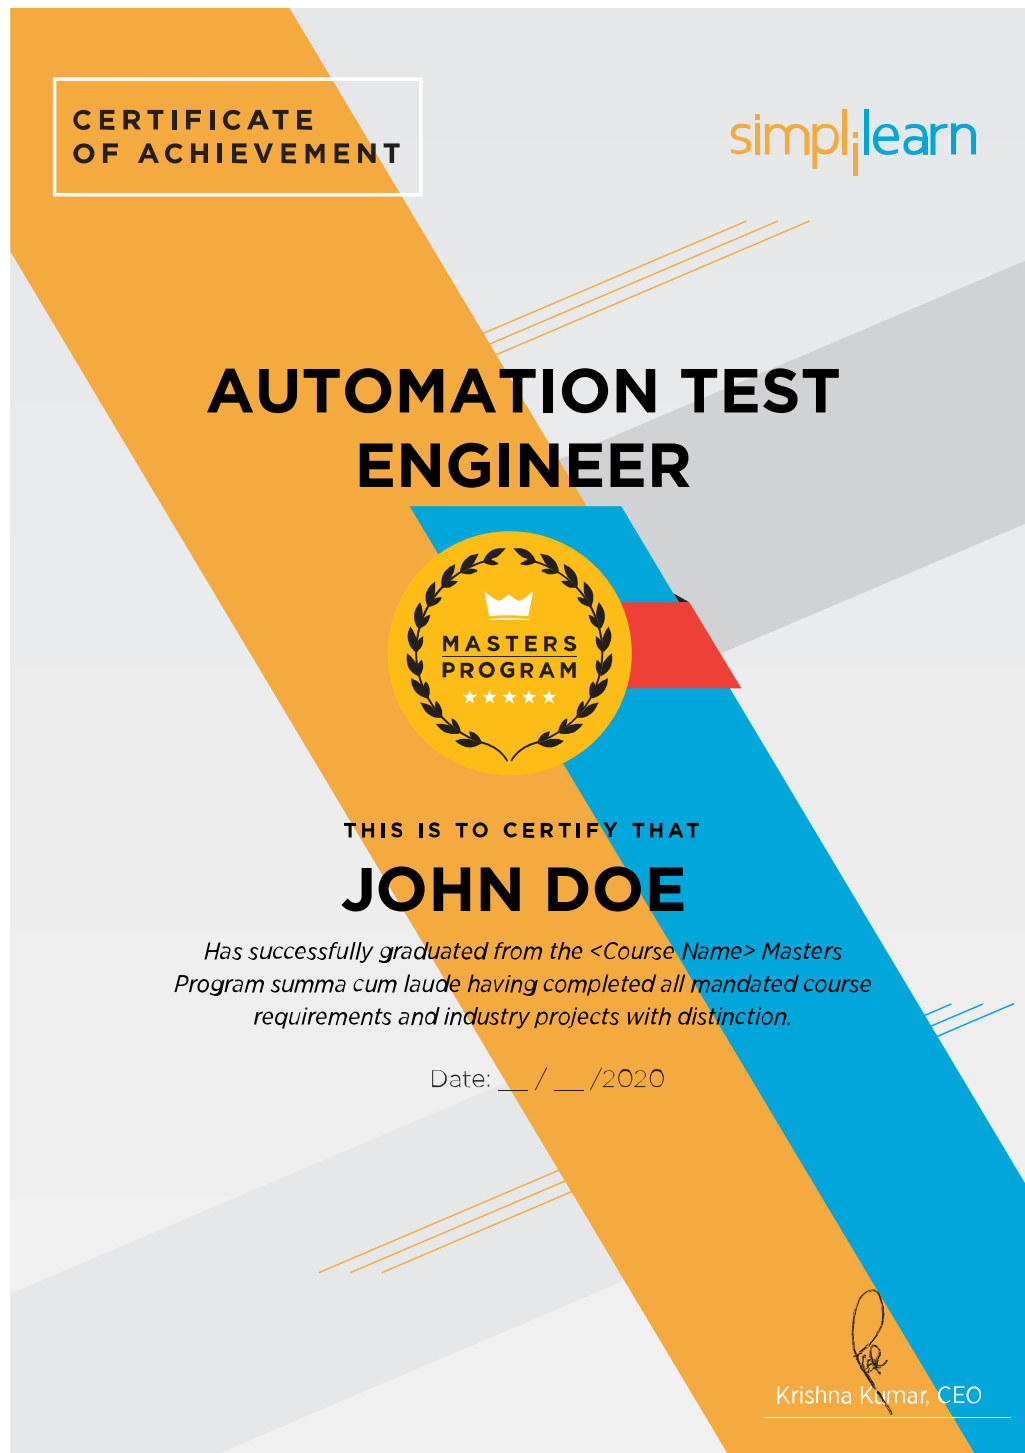 CERTIFICATE
OF ACHIEVEMENT
simplilearn
AUTOMATION TEST
ENGINEER
MASTERS
PROGRAM
THIS IS TO CERTIFY THAT
JOHN DOE
Has successfully graduated from the <Course Name> Masters
Program summa cum laude having completed all mandated course
requirements and industry projects with distinction.
Date: __ / __ /2020
Krishna Kumar, CEO